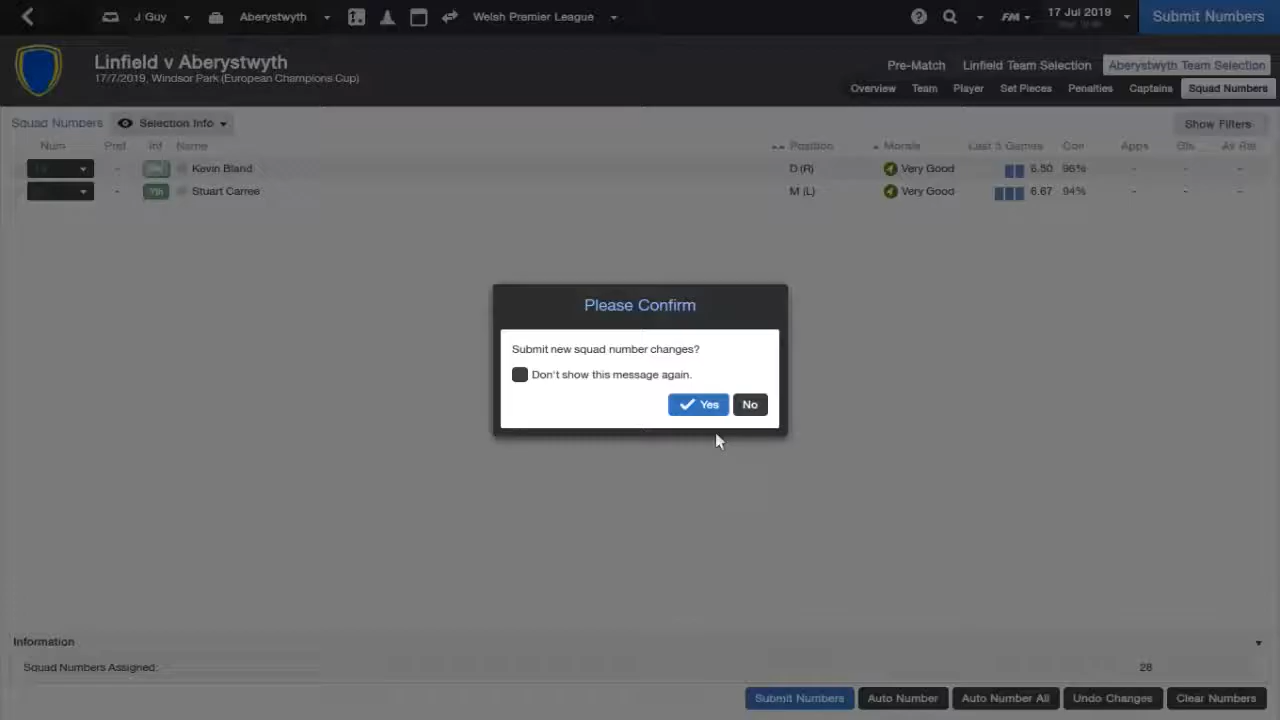 J Guy Aberystwyth Welsh Premier League FM 17 Jul 2019 Submit Numbers
Linfield v Aberystwyth
17/7/2019, Windsor Park (European Champions Cup)
Pre-Match Linfield Team Selection Aberystwyth Team Selection
Overview Team Player Set Pieces Penalties Captains Squad Numbers
Squad Numbers Selection Info Show Filters
Num Pref Inf Name Position Morale Last 5 Games Con Apps Gls Av Rat
- Kevin Bland D (R) Very Good 6.50 96% - - -
- Yth Stuart Carree M (L) Very Good 6.67 94% - - -
Please Confirm
Submit new squad number changes?
Don't show this message again.
Yes No
Information
Squad Numbers Assigned: 28
Submit Numbers Auto Number Auto Number All Undo Changes Clear Numbers